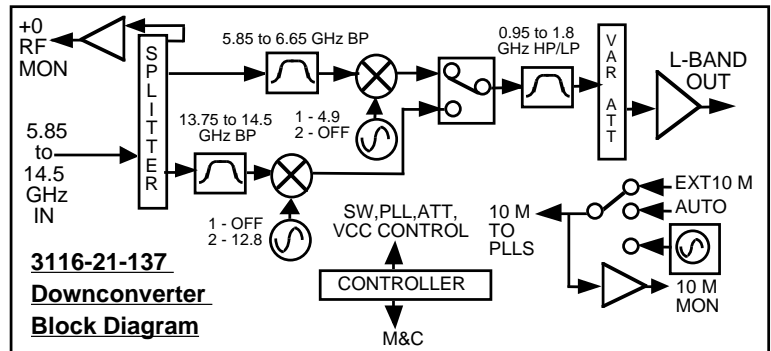 +0
RF
MON
SPLITTER
5.85 to 6.65 GHz BP
1 - 4.9
2 - OFF
0.95 to 1.8
GHz HP/LP
VAR ATT
L-BAND
OUT
5.85
to
14.5
GHz
IN
13.75 to 14.5
GHz BP
1 - OFF
2 - 12.8
SW,PLL,ATT,
VCC CONTROL
CONTROLLER
M&C
10 M
TO
PLLS
EXT10 M
AUTO
10 M
MON
3116-21-137
Downconverter
Block Diagram